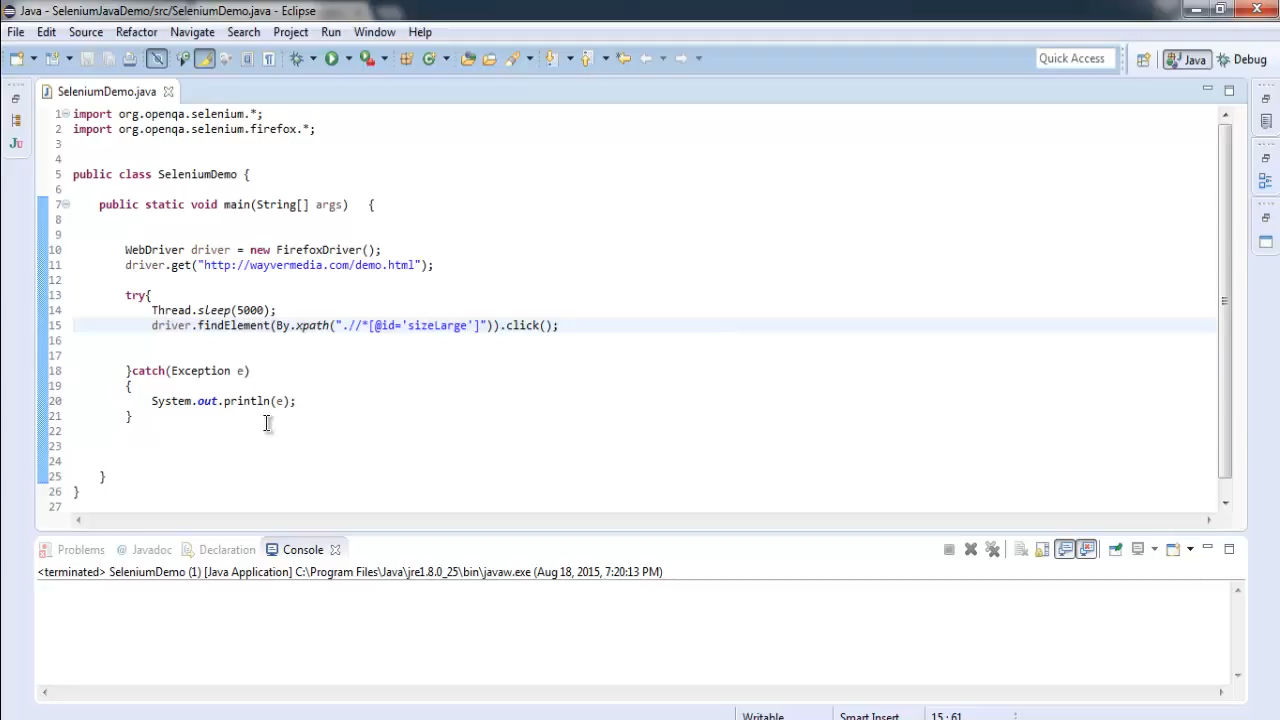 Java - SeleniumJavaDemo/src/SeleniumDemo.java - Eclipse
File Edit Source Refactor Navigate Search Project Run Window Help
Quick Access Java Debug
SeleniumDemo.java
1 import org.openqa.selenium.*;
2 import org.openqa.selenium.firefox.*;
3
4
5 public class SeleniumDemo {
6
7 public static void main(String[] args) {
8
9
10 WebDriver driver = new FirefoxDriver();
11 driver.get("http://wayvermedia.com/demo.html");
12
13 try{
14 Thread.sleep(5000);
15 driver.findElement(By.xpath(".//*[@id='sizeLarge']")).click();
16
17
18 }catch(Exception e)
19 {
20 System.out.println(e);
21 }
22
23
24
25 }
26 }
27
Ju
Problems @ Javadoc Declaration Console
<terminated> SeleniumDemo (1) [Java Application] C:\Program Files\Java\jre1.8.0_25\bin\javaw.exe (Aug 18, 2015, 7:20:13 PM)
Writable Smart Insert 15 : 61